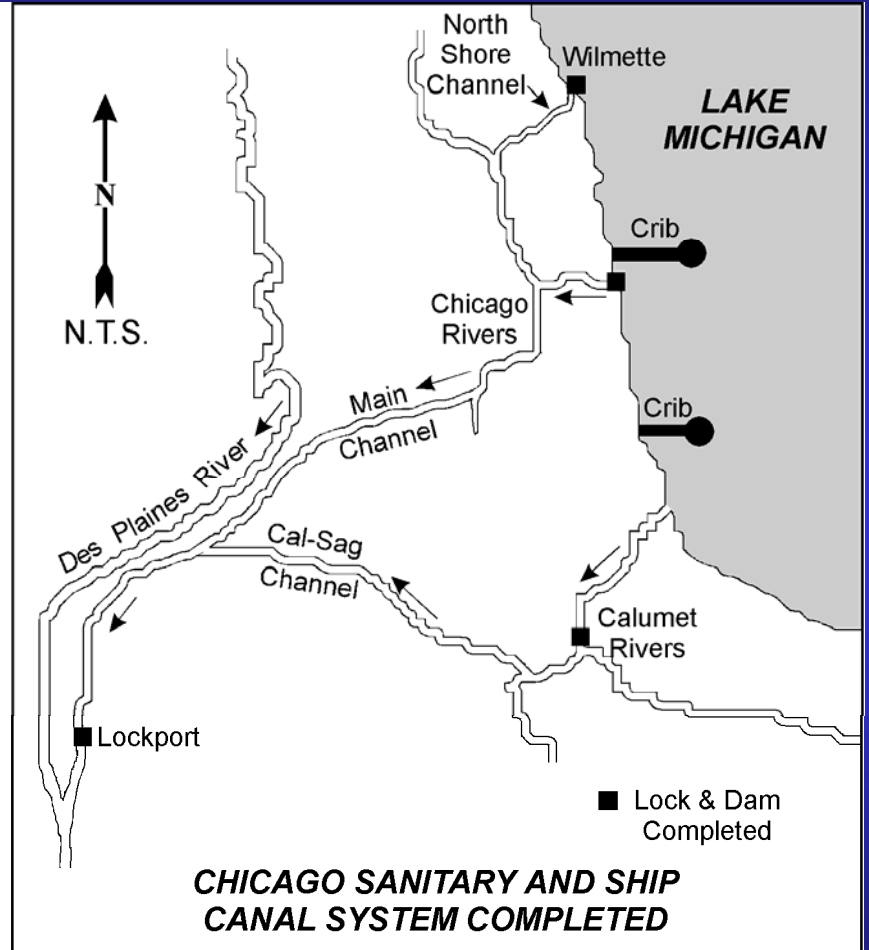 North
Shore
Channel
Wilmette
LAKE
MICHIGAN
N
N.T.S.
Crib
Chicago
Rivers
Main
Channel
Crib
Des Plaines River
Cal-Sag
Channel
Calumet
Rivers
Lockport
Lock & Dam
Completed
CHICAGO SANITARY AND SHIP
CANAL SYSTEM COMPLETED